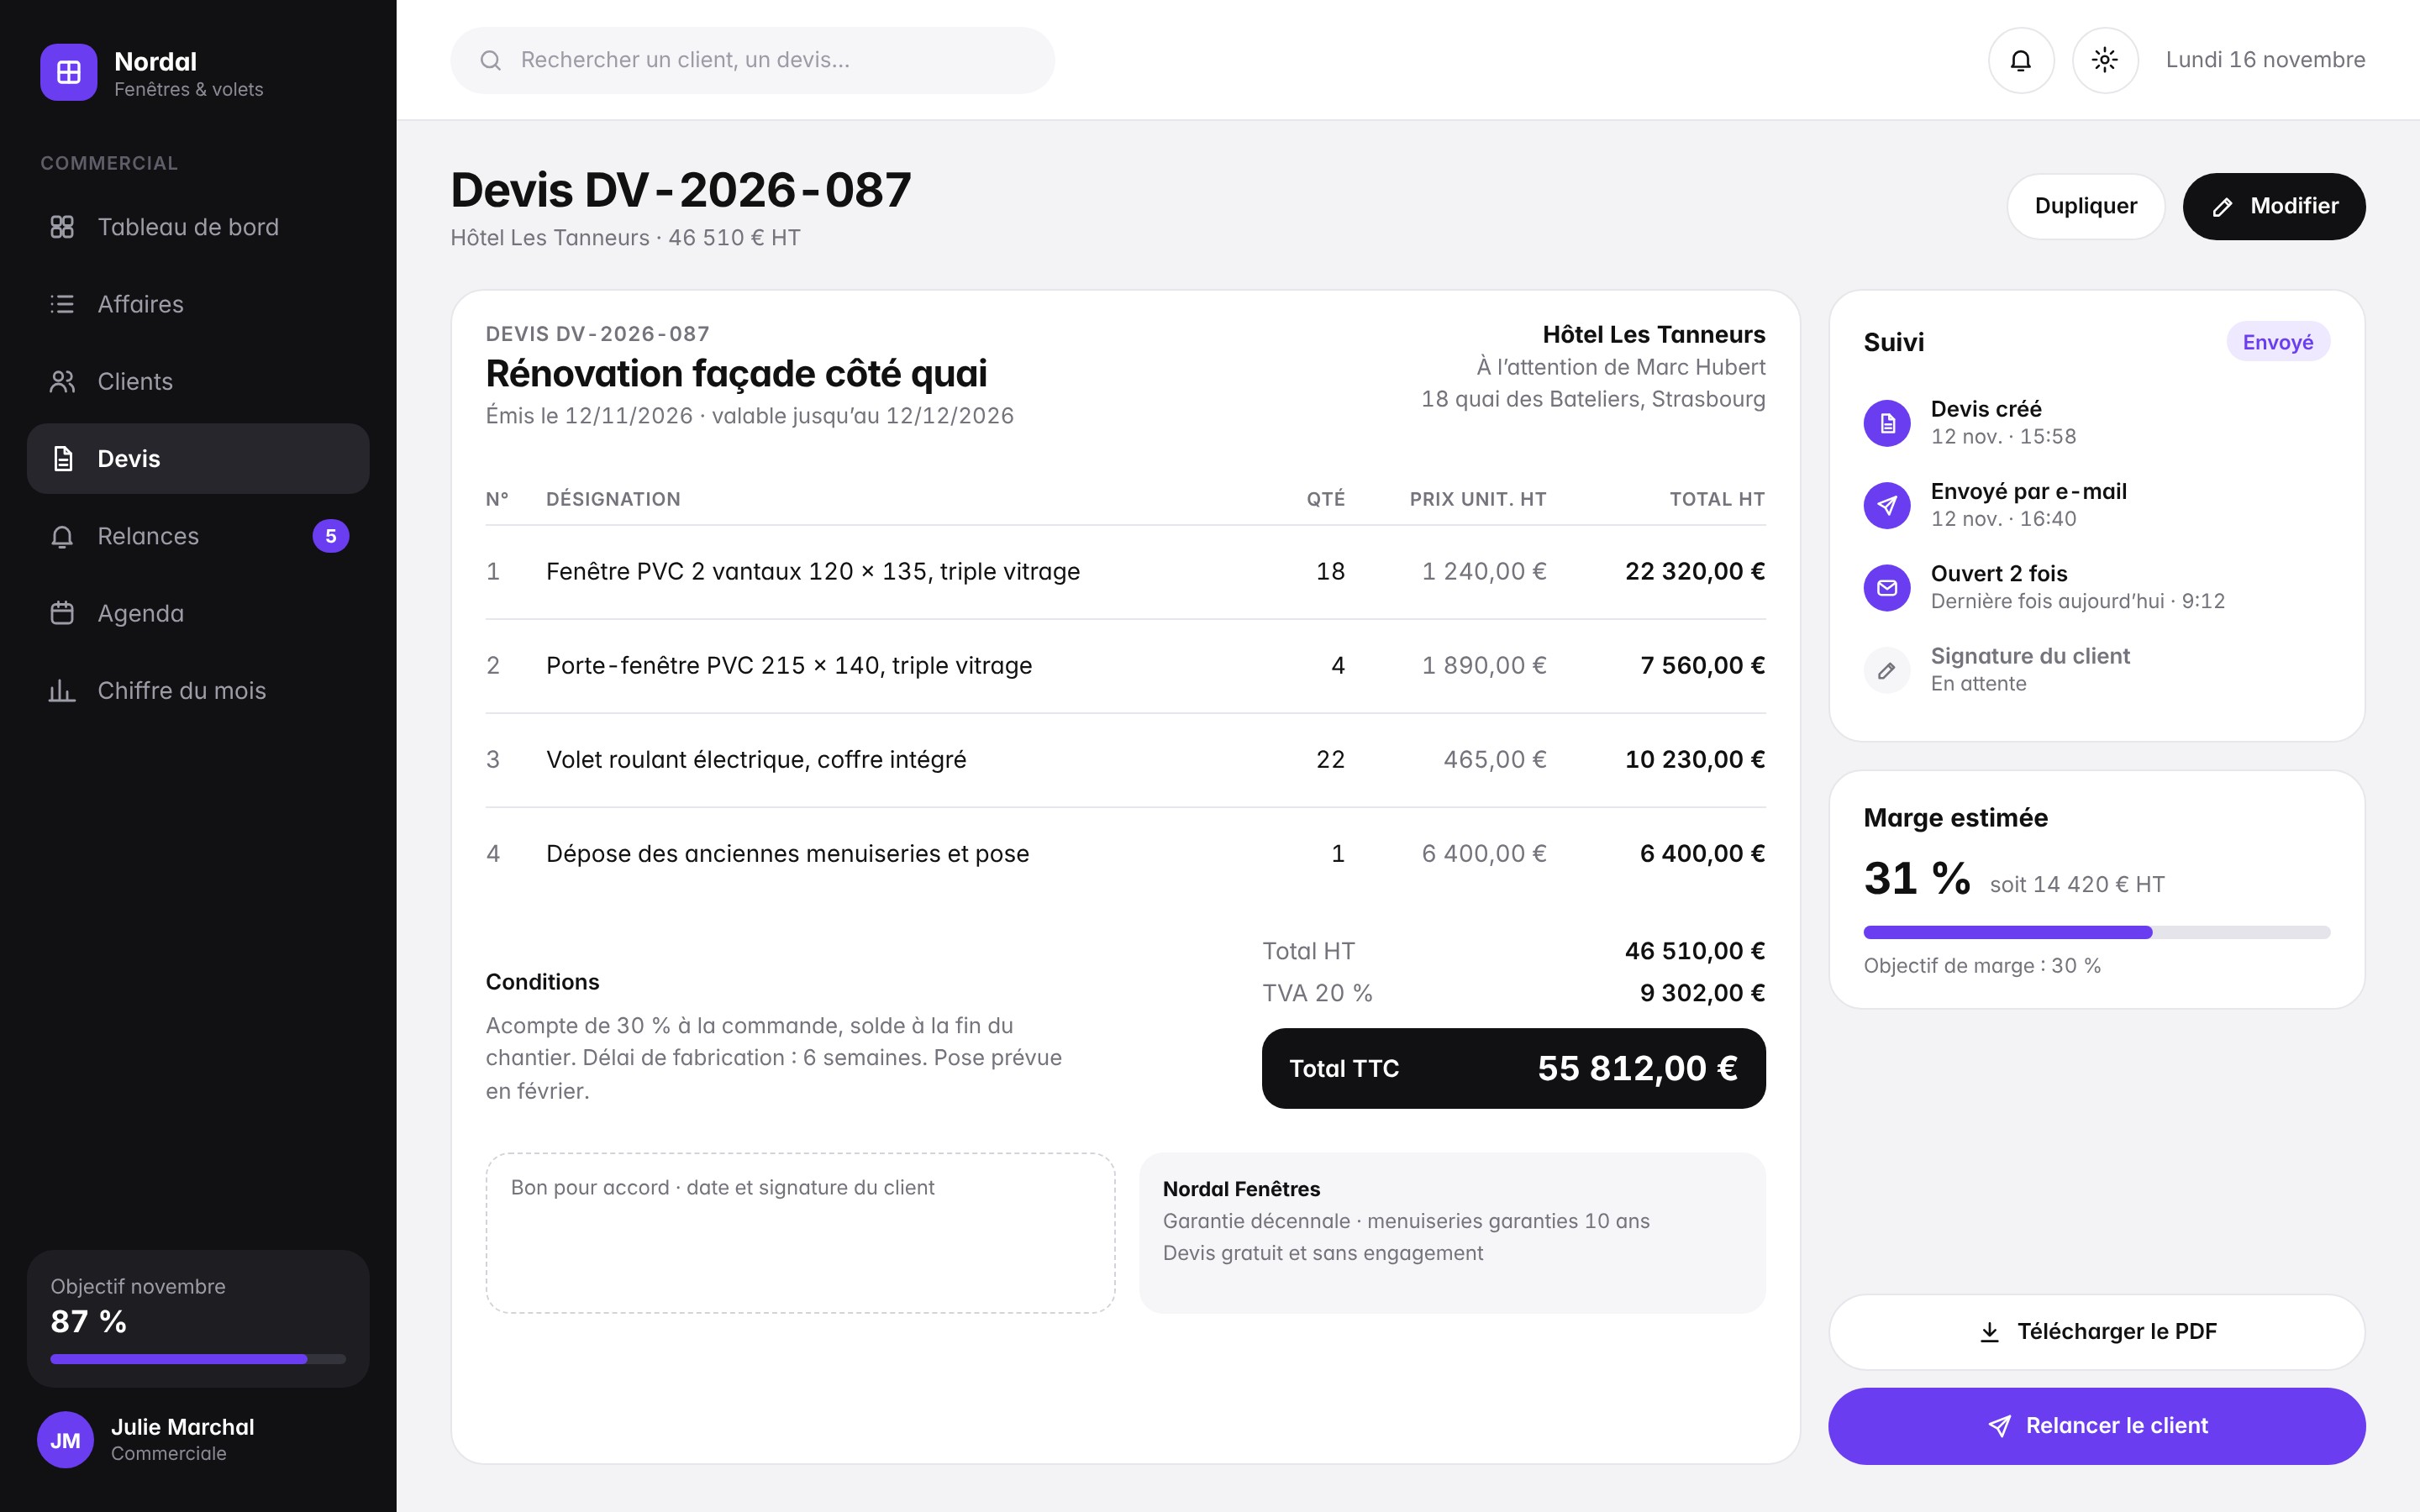 Nordal
Fenêtres & volets
COMMERCIAL
Tableau de bord
Affaires
Clients
Devis
Relances 5
Agenda
Chiffre du mois
Objectif novembre
87 %
JM
Julie Marchal
Commerciale
Rechercher un client, un devis...
Lundi 16 novembre
Devis DV-2026-087
Hôtel Les Tanneurs · 46 510 € HT
Dupliquer
Modifier
DEVIS DV-2026-087
Rénovation façade côté quai
Émis le 12/11/2026 · valable jusqu’au 12/12/2026
Hôtel Les Tanneurs
À l’attention de Marc Hubert
18 quai des Bateliers, Strasbourg
N° DÉSIGNATION QTÉ PRIX UNIT. HT TOTAL HT
1 Fenêtre PVC 2 vantaux 120 × 135, triple vitrage 18 1 240,00 € 22 320,00 €
2 Porte-fenêtre PVC 215 × 140, triple vitrage 4 1 890,00 € 7 560,00 €
3 Volet roulant électrique, coffre intégré 22 465,00 € 10 230,00 €
4 Dépose des anciennes menuiseries et pose 1 6 400,00 € 6 400,00 €
Conditions
Acompte de 30 % à la commande, solde à la fin du
chantier. Délai de fabrication : 6 semaines. Pose prévue
en février.
Total HT 46 510,00 €
TVA 20 % 9 302,00 €
Total TTC 55 812,00 €
Bon pour accord · date et signature du client
Nordal Fenêtres
Garantie décennale · menuiseries garanties 10 ans
Devis gratuit et sans engagement
Suivi
Envoyé
Devis créé
12 nov. · 15:58
Envoyé par e-mail
12 nov. · 16:40
Ouvert 2 fois
Dernière fois aujourd’hui · 9:12
Signature du client
En attente
Marge estimée
31 % soit 14 420 € HT
Objectif de marge : 30 %
Télécharger le PDF
Relancer le client